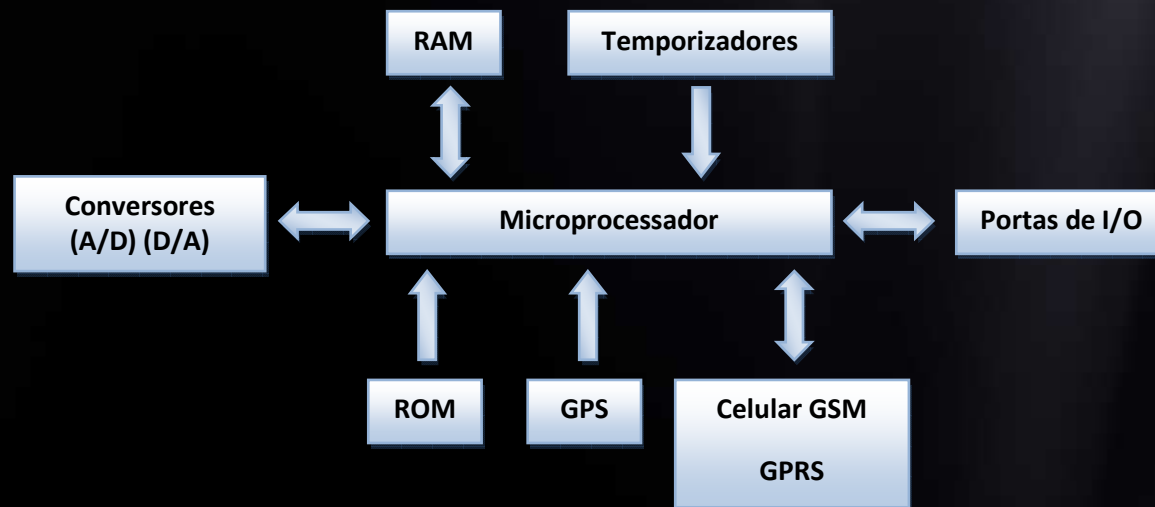 RAM
Temporizadores
Conversores
(A/D) (D/A)
Microprocessador
Portas de I/O
ROM
GPS
Celular GSM
GPRS